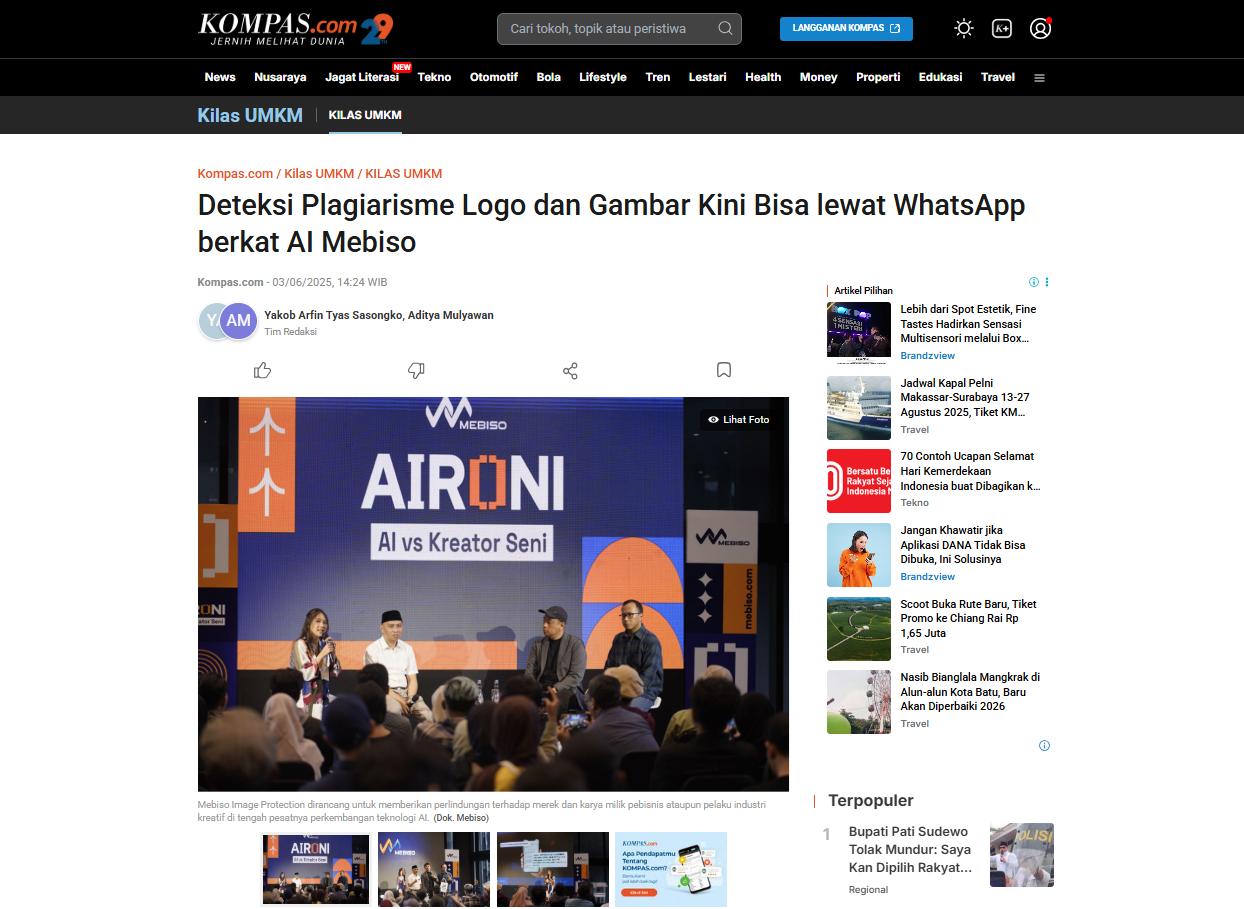 KOMPAS.com 29
JERNIH MELIHAT DUNIA
Cari tokoh, topik atau peristiwa
LANGGANAN KOMPAS
K+
News Nusaraya Jagat Literasi NEW Tekno Otomotif Bola Lifestyle Tren Lestari Health Money Properti Edukasi Travel
Kilas UMKM KILAS UMKM
Kompas.com / Kilas UMKM / KILAS UMKM
Deteksi Plagiarisme Logo dan Gambar Kini Bisa lewat WhatsApp
berkat AI Mebiso
Kompas.com - 03/06/2025, 14:24 WIB
AM
Yakob Arfin Tyas Sasongko, Aditya Mulyawan
Tim Redaksi
Lihat Foto
MEBISO
AIRONI
AI vs Kreator Seni
MEBISO
mebiso.com
Mebiso Image Protection dirancang untuk memberikan perlindungan terhadap merek dan karya milik pebisnis ataupun pelaku industri
kreatif di tengah pesatnya perkembangan teknologi AI. (Dok. Mebiso)
AIRONI
AI vs Kreator Seni
MEBISO
KOMPAS.com
Apa Pendapatmu
Tentang
KOMPAS.com?
Artikel Pilihan
Lebih dari Spot Estetik, Fine
Tastes Hadirkan Sensasi
Multisensori melalui Box...
Brandzview
Jadwal Kapal Pelni
Makassar-Surabaya 13-27
Agustus 2025, Tiket KM...
Travel
Bersatu Be
Rakyat Seja
Indonesia M
70 Contoh Ucapan Selamat
Hari Kemerdekaan
Indonesia buat Dibagikan k...
Tekno
Jangan Khawatir jika
Aplikasi DANA Tidak Bisa
Dibuka, Ini Solusinya
Brandzview
Scoot Buka Rute Baru, Tiket
Promo ke Chiang Rai Rp
1,65 Juta
Travel
Nasib Bianglala Mangkrak di
Alun-alun Kota Batu, Baru
Akan Diperbaiki 2026
Travel
Terpopuler
1
Bupati Pati Sudewo
Tolak Mundur: Saya
Kan Dipilih Rakyat...
Regional